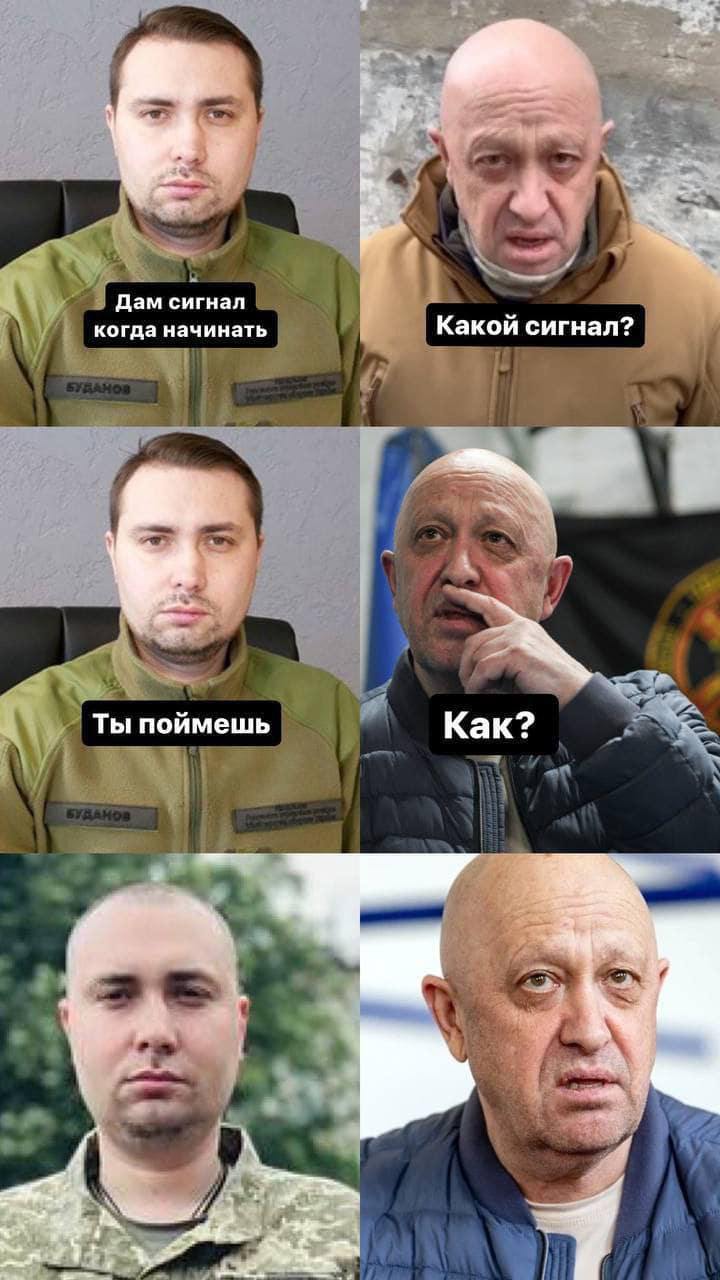 Дам сигнал
когда начинать
Какой сигнал?
БУДАНОВ
Ты поймешь
Как?
БУДАНОВ